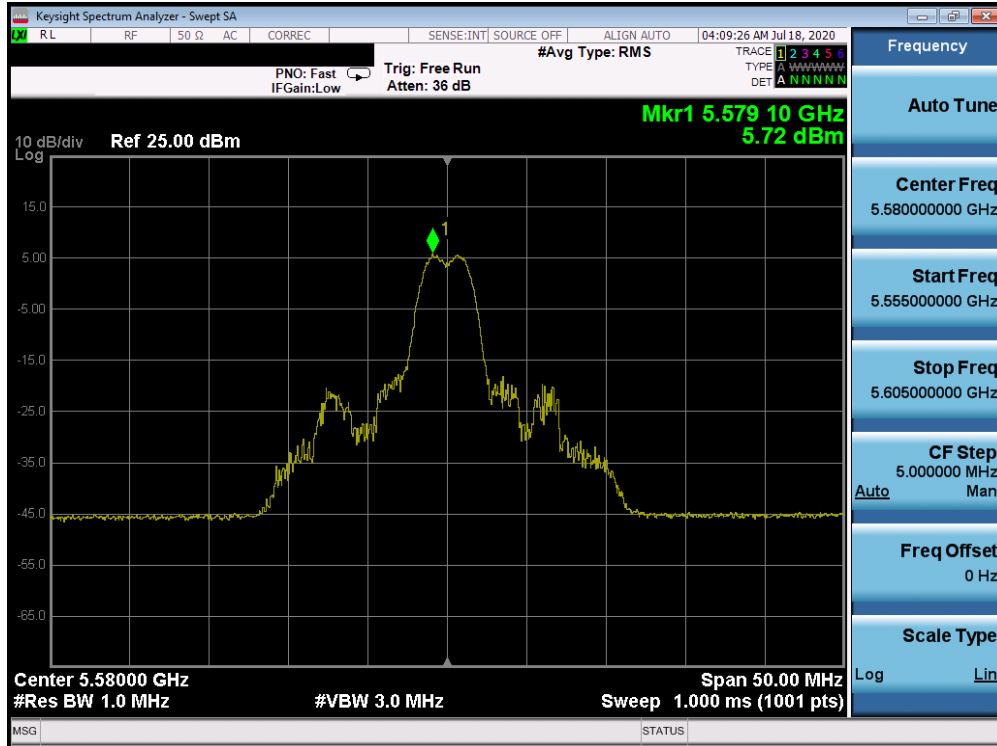 Keysight Spectrum Analyzer - Swept SA
LXI RL RF 50 Ω AC CORREC SENSE:INT SOURCE OFF ALIGN AUTO 04:09:26 AM Jul 18, 2020
#Avg Type: RMS
TRACE 1 2 3 4 5 6
TYPE A WWWWW
DET A N N N N N
PNO: Fast
IFGain:Low
Trig: Free Run
Atten: 36 dB
Mkr1 5.579 10 GHz
5.72 dBm
10 dB/div
Log
Ref 25.00 dBm
15.0
5.00
-5.00
-15.0
-25.0
-35.0
-45.0
-55.0
-65.0
1
Center 5.58000 GHz
#Res BW 1.0 MHz
#VBW 3.0 MHz
Span 50.00 MHz
Sweep 1.000 ms (1001 pts)
MSG
STATUS
Frequency
Auto Tune
Center Freq
5.580000000 GHz
Start Freq
5.555000000 GHz
Stop Freq
5.605000000 GHz
CF Step
5.000000 MHz
Auto Man
Freq Offset
0 Hz
Scale Type
Log Lin